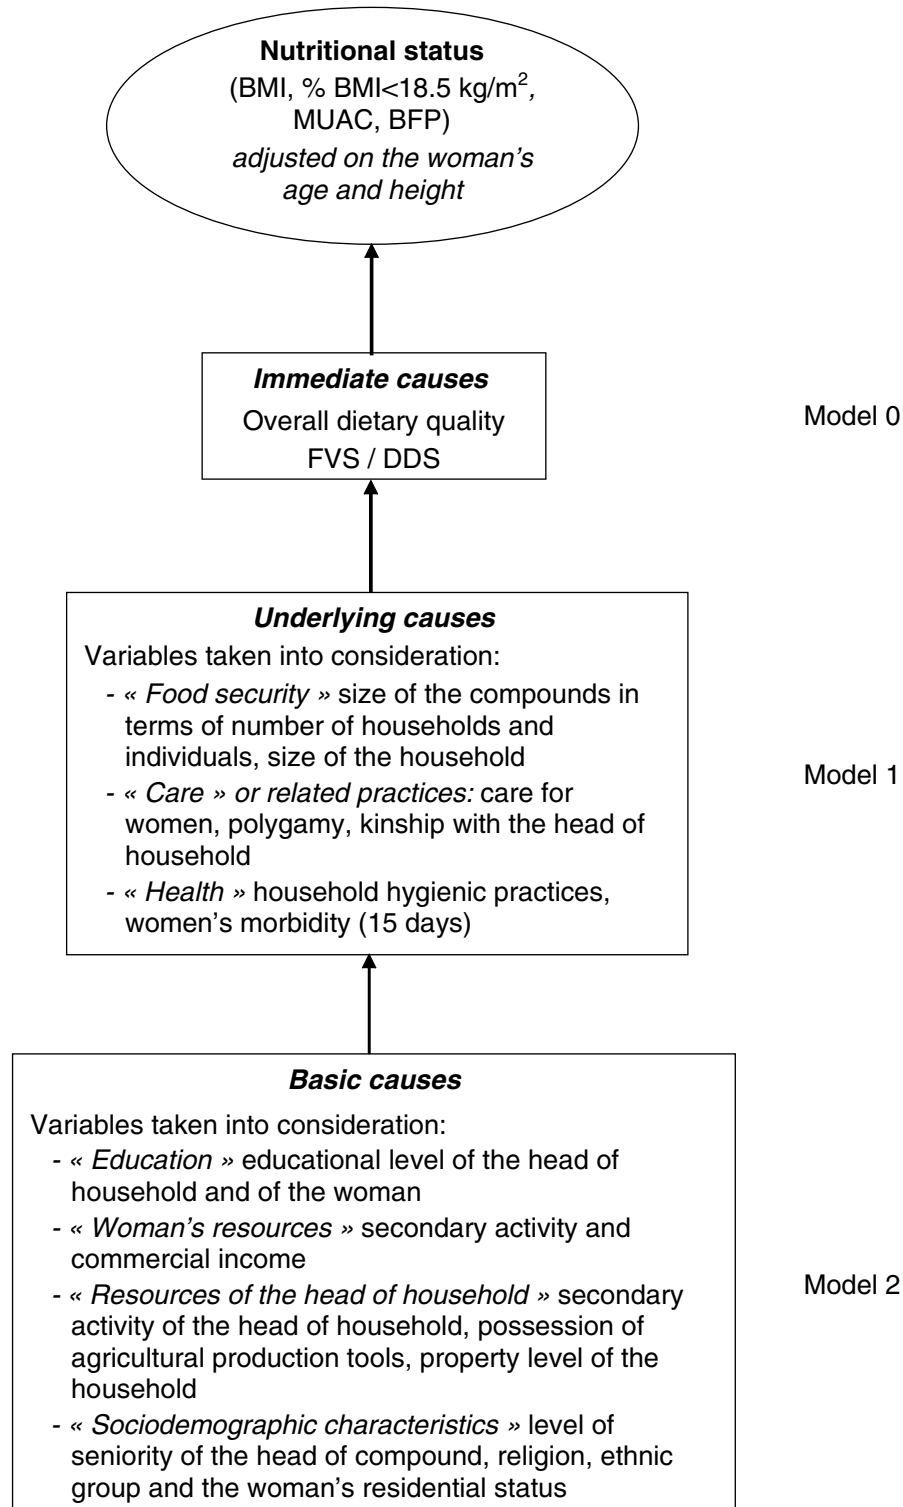 Nutritional status
(BMI, % BMI<18.5 kg/m²,
MUAC, BFP)
adjusted on the woman's
age and height
Immediate causes
Overall dietary quality
FVS / DDS
Model 0
Underlying causes
Variables taken into consideration:
- « Food security » size of the compounds in
terms of number of households and
individuals, size of the household
- « Care » or related practices: care for
women, polygamy, kinship with the head of
household
- « Health » household hygienic practices,
women's morbidity (15 days)
Model 1
Basic causes
Variables taken into consideration:
- « Education » educational level of the head of
household and of the woman
- « Woman's resources » secondary activity and
commercial income
- « Resources of the head of household » secondary
activity of the head of household, possession of
agricultural production tools, property level of the
household
- « Sociodemographic characteristics » level of
seniority of the head of compound, religion, ethnic
group and the woman's residential status
Model 2